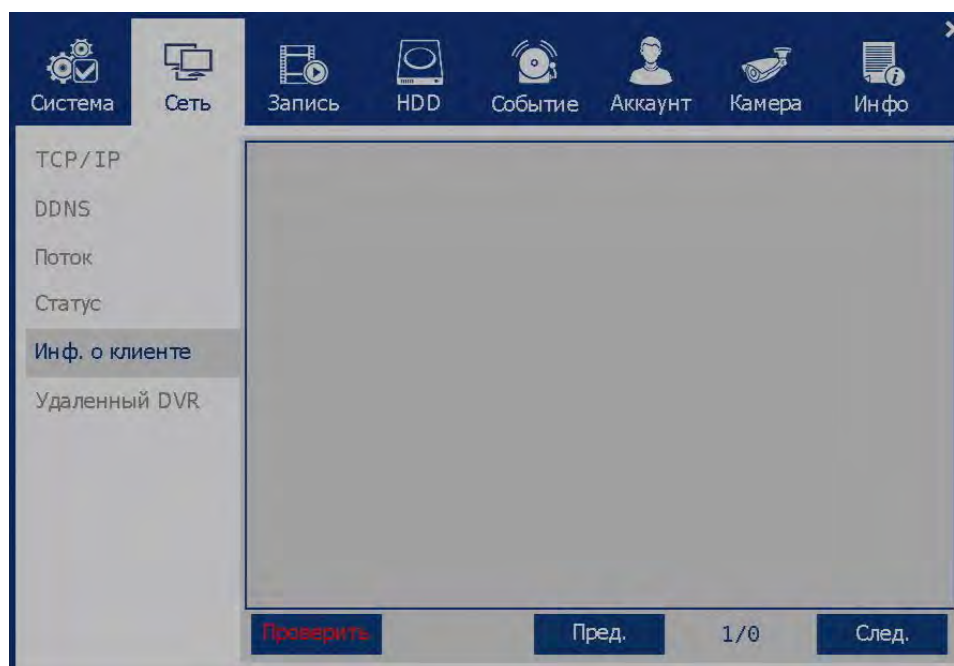 Система Сеть Запись HDD Событие Аккаунт Камера Инфо
TCP/IP
DDNS
Поток
Статус
Инф. о клиенте
Удаленный DVR
Проверить Пред. 1/0 След.